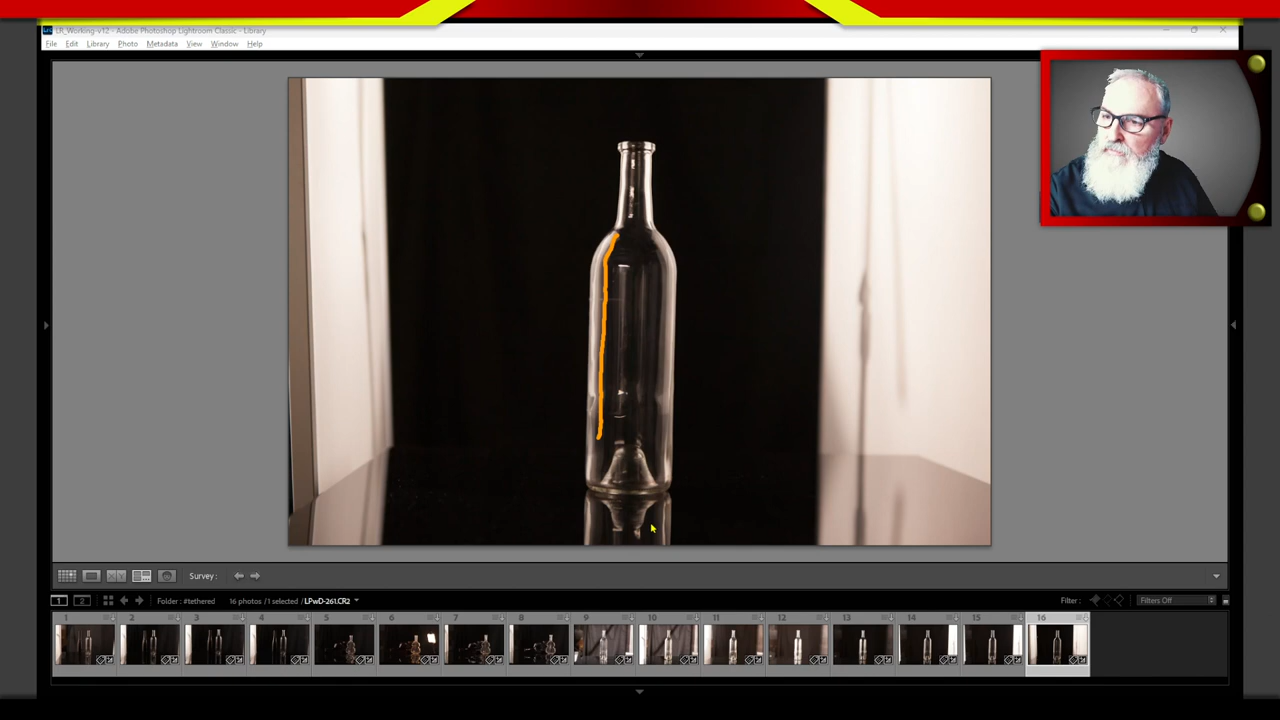 LR_Working-v12 - Adobe Photoshop Lightroom Classic - Library
File Edit Library Photo Metadata View Window Help
Survey :
1 2 Folder : #tethered 16 photos / 1 selected / LPwD-261.CR2 Filter : Filters Off
1 2 3 4 5 6 7 8 9 10 11 12 13 14 15 16